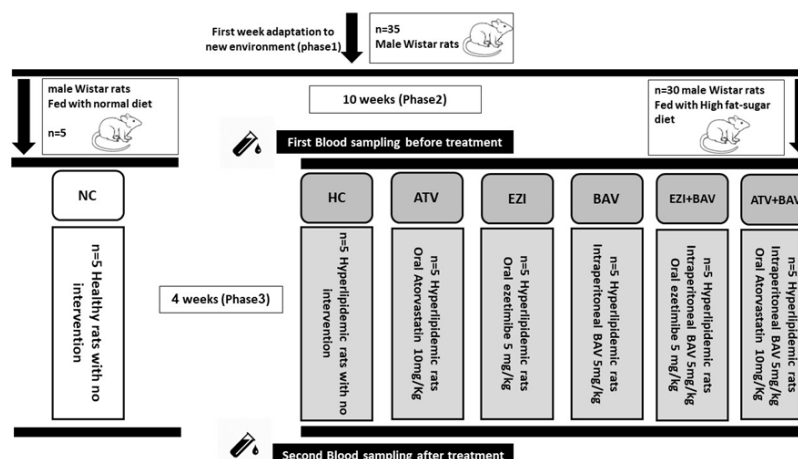 First week adaptation to
new environment (phase1)
n=35
Male Wistar rats
male Wistar rats
Fed with normal diet
n=5
10 weeks (Phase2)
n=30 male Wistar rats
Fed with High fat-sugar
diet
First Blood sampling before treatment
NC
HC
ATV
EZI
BAV
EZI+BAV
ATV+BAV
n=5 Healthy rats with no
intervention
4 weeks (Phase3)
n=5 Hyperlipidemic rats with no
intervention
n=5 Hyperlipidemic rats
Oral Atorvastatin 10mg/Kg
n=5 Hyperlipidemic rats
Oral ezetimibe 5 mg/kg
n=5 Hyperlipidemic rats
Intraperitoneal BAV 5mg/kg
n=5 Hyperlipidemic rats
Intraperitoneal BAV 5mg/kg
Oral ezetimibe 5 mg/kg
n=5 Hyperlipidemic rats
Intraperitoneal BAV 5mg/kg
Oral Atorvastatin 10mg/Kg
Second Blood sampling after treatment